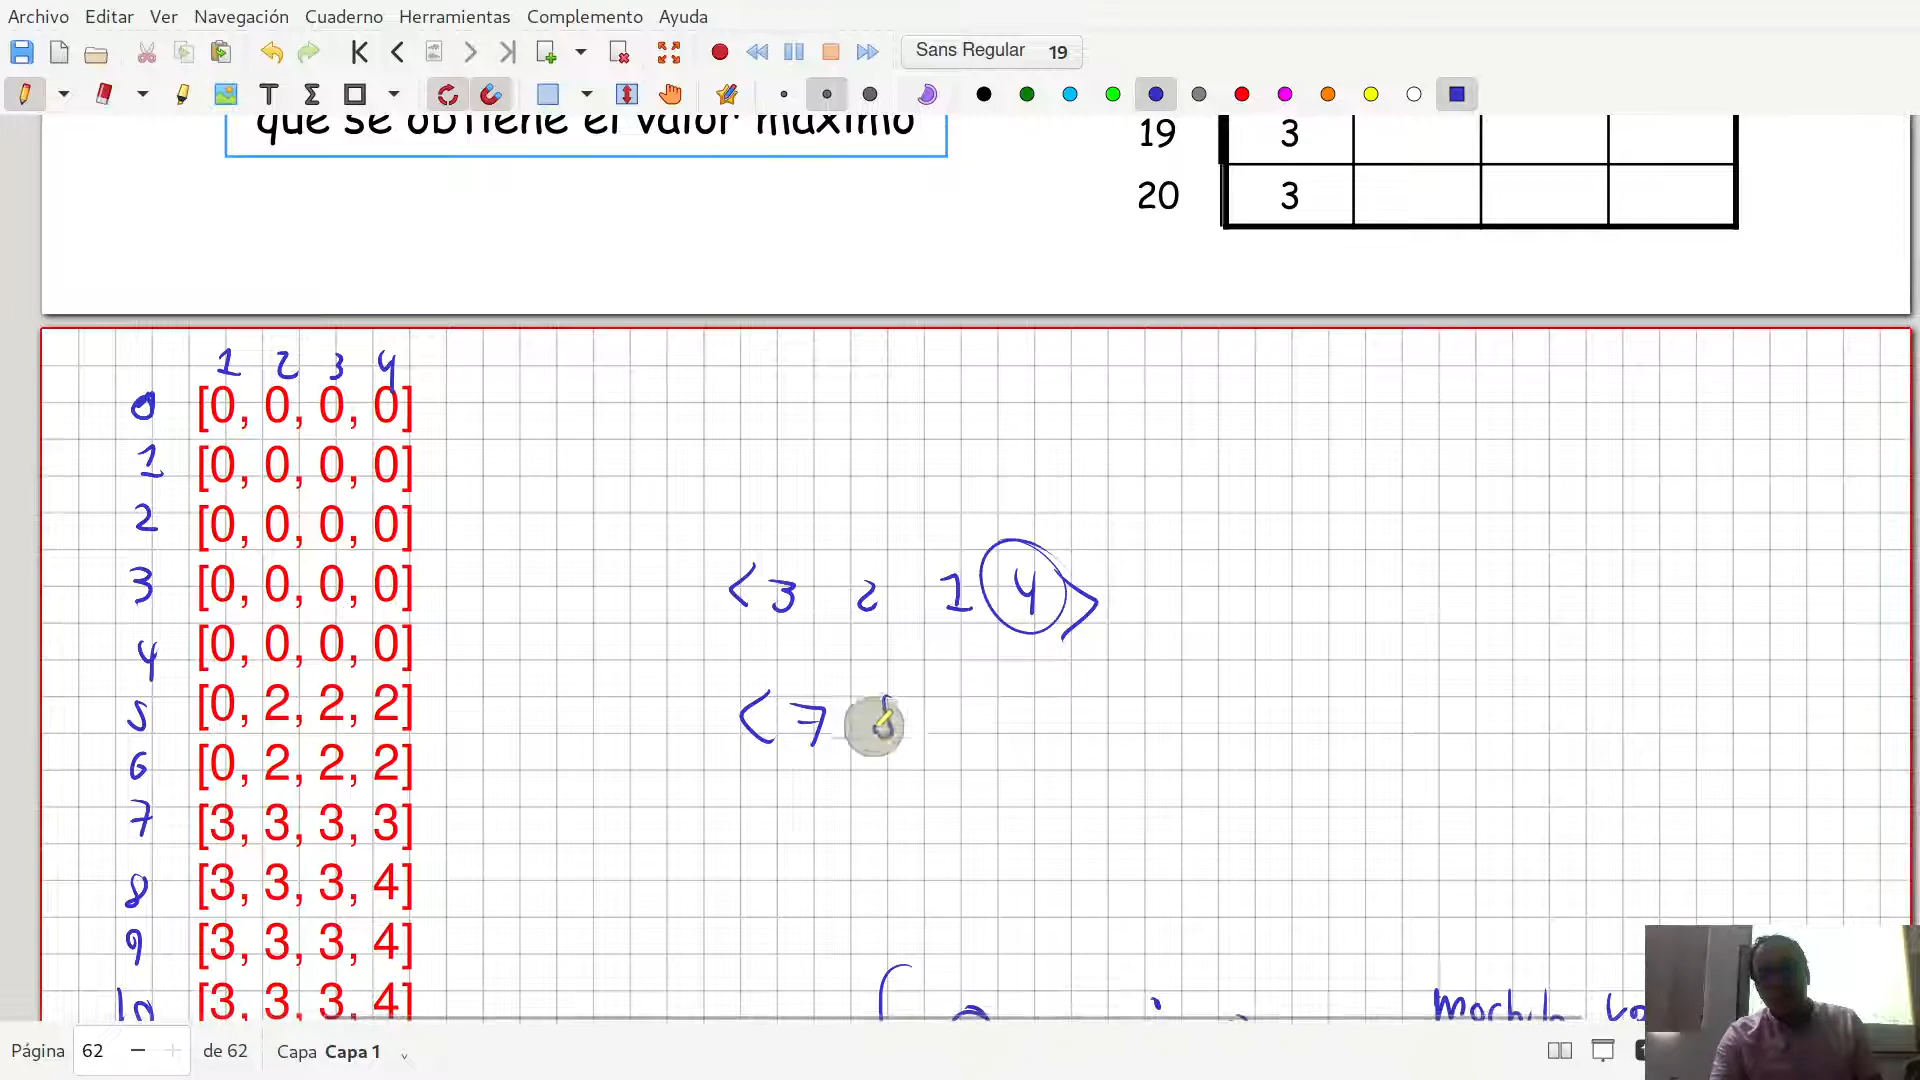 Archivo Editar Ver Navegación Cuaderno Herramientas Complemento Ayuda
Sans Regular 19
que se obtiene el valor máximo
19 3
20 3
1 2 3 4
0 [0, 0, 0, 0]
1 [0, 0, 0, 0]
2 [0, 0, 0, 0]
3 [0, 0, 0, 0]
<3 2 1 4>
4 [0, 0, 0, 0]
5 [0, 2, 2, 2]
<7
6 [0, 2, 2, 2]
7 [3, 3, 3, 3]
8 [3, 3, 3, 4]
9 [3, 3, 3, 4]
10 [3, 3, 3, 4]
Página 62 de 62 Capa Capa 1